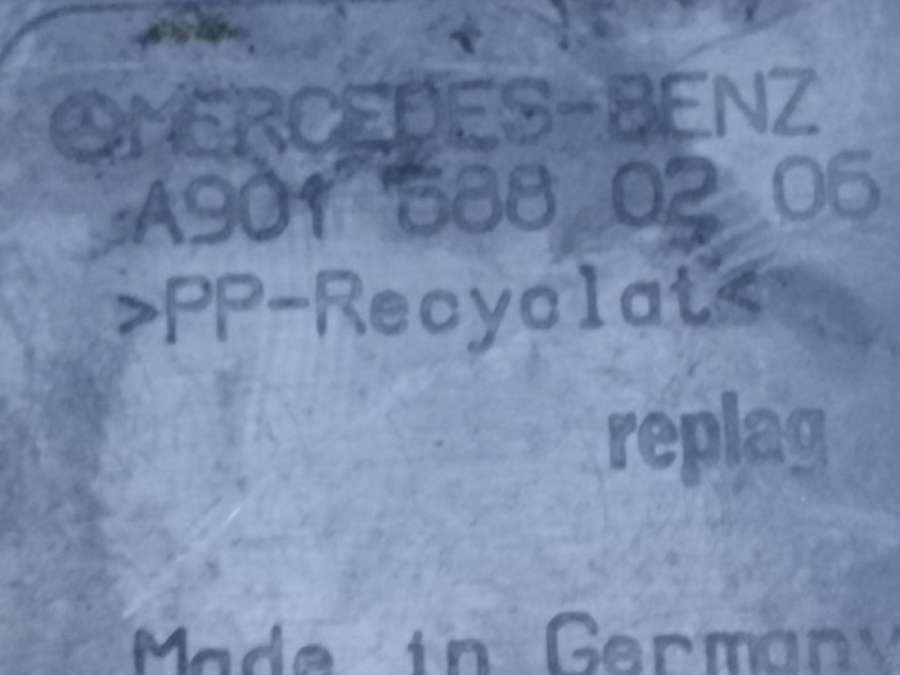 MERCEDES-BENZ
A901 688 02 06
>PP-Recyclat<
replag
Made in Germany